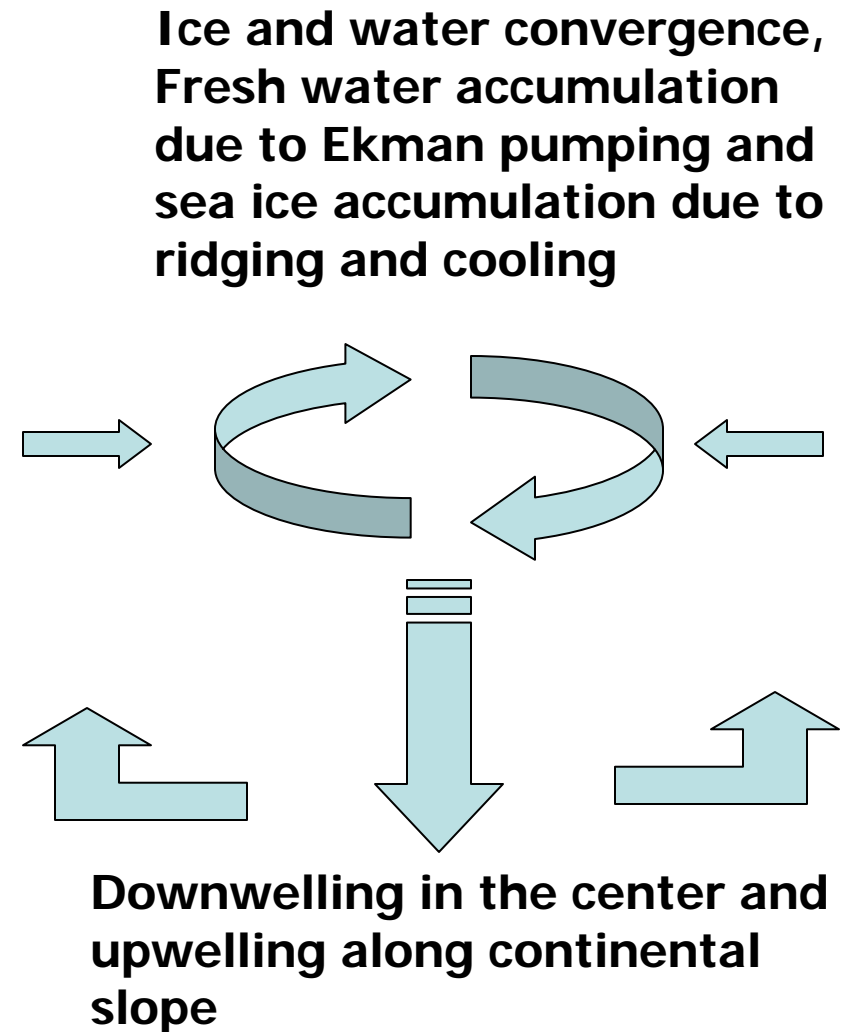 Ice and water convergence,
Fresh water accumulation
due to Ekman pumping and
sea ice accumulation due to
ridging and cooling
Downwelling in the center and
upwelling along continental
slope